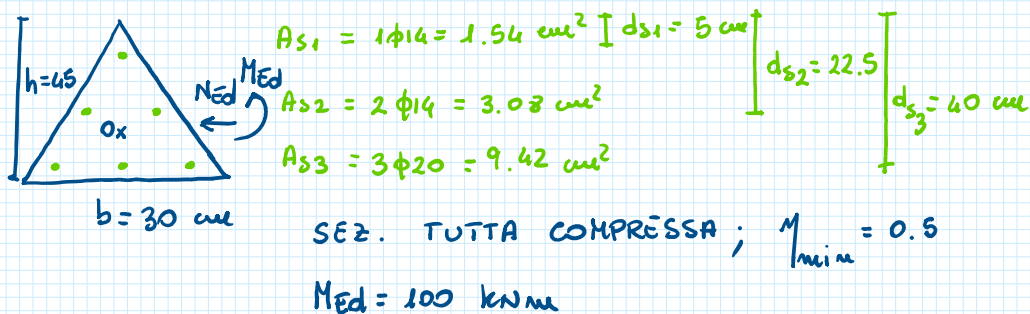 As1 = 1ϕ14 = 1.54 cm² ds1 = 5 cm
h=45 NEd MEd ds2 = 22.5
As2 = 2ϕ14 = 3.08 cm² ds3 = 40 cm
Ox
As3 = 3ϕ20 = 9.42 cm²
b = 30 cm
SEZ. TUTTA COMPRESSA ; ηmin = 0.5
MEd = 100 kNm